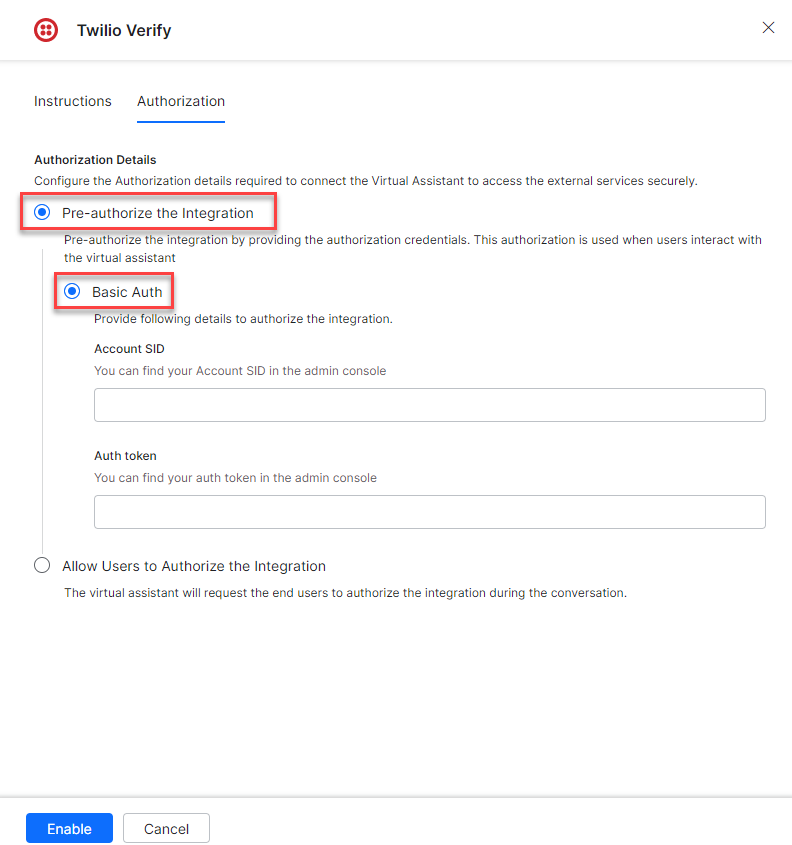 Twilio Verify
Instructions
Authorization
Authorization Details
Configure the Authorization details required to connect the Virtual Assistant to access the external services securely.
Pre-authorize the Integration
Pre-authorize the integration by providing the authorization credentials. This authorization is used when users interact with
the virtual assistant
Basic Auth
Provide following details to authorize the integration.
Account SID
You can find your Account SID in the admin console
Auth token
You can find your auth token in the admin console
Allow Users to Authorize the Integration
The virtual assistant will request the end users to authorize the integration during the conversation.
Enable
Cancel